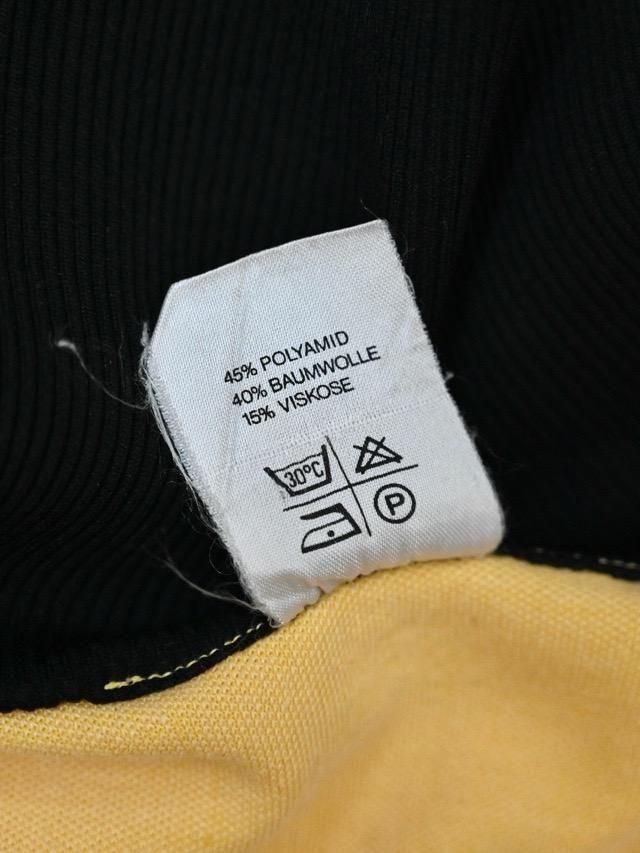 45% POLYAMID
40% BAUMWOLLE
15% VISKOSE
30°C
P